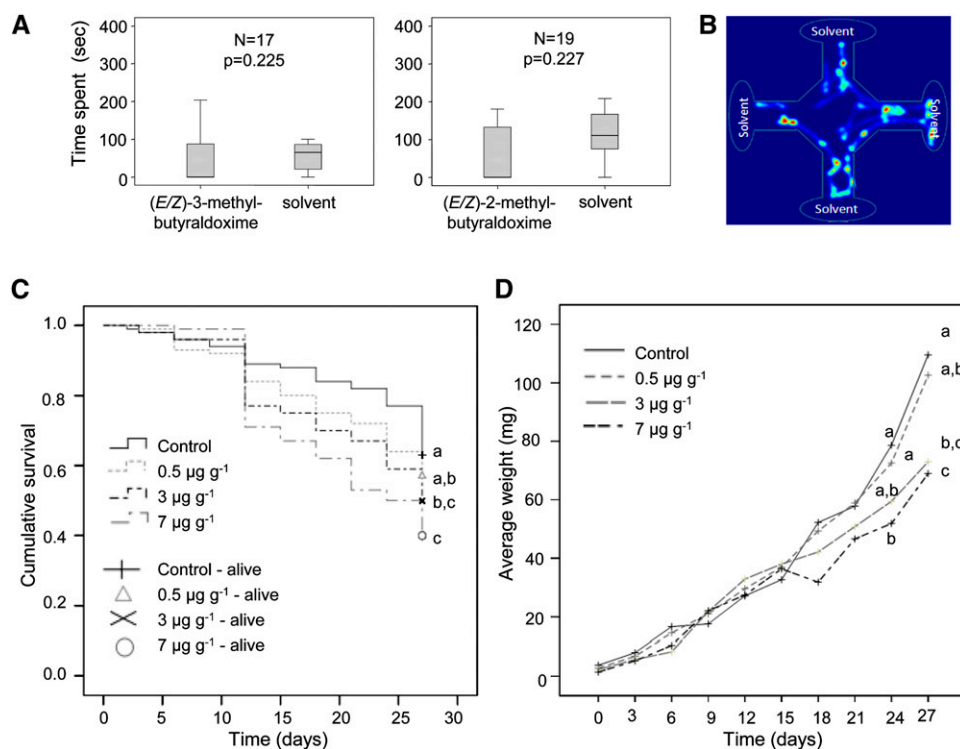 A
Time spent (sec)
400
300
200
100
0
N=17
p=0.225
(E/Z)-3-methyl-
butyraldoxime
solvent
400
300
200
100
0
N=19
p=0.227
(E/Z)-2-methyl-
butyraldoxime
solvent
B
Solvent
Solvent
Solvent
Solvent
C
Cumulative survival
1.0
0.8
0.6
0.4
0.6
0.0
Control
0.5 µg g⁻¹
3 µg g⁻¹
7 µg g⁻¹
Control - alive
0.5 µg g⁻¹ - alive
3 µg g⁻¹ - alive
7 µg g⁻¹ - alive
a
a,b
b,c
c
0 5 10 15 20 25 30
Time (days)
D
Average weight (mg)
120
100
80
60
40
20
0
Control
0.5 µg g⁻¹
3 µg g⁻¹
7 µg g⁻¹
a
a,b
a
a
b,c
a,b
c
b
0 3 6 9 12 15 18 21 24 27
Time (days)